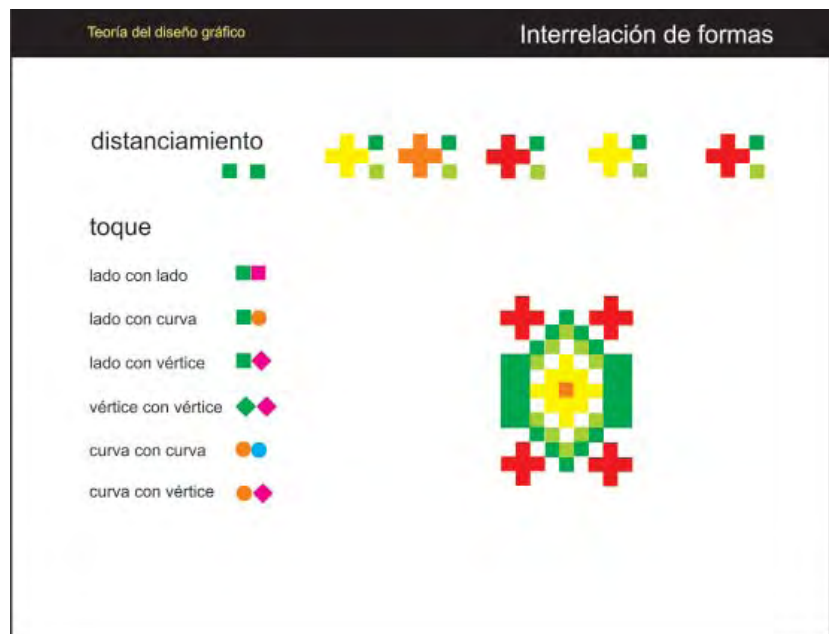 Teoría del diseño gráfico
Interrelación de formas
distanciamiento
toque
lado con lado
lado con curva
lado con vértice
vértice con vértice
curva con curva
curva con vértice